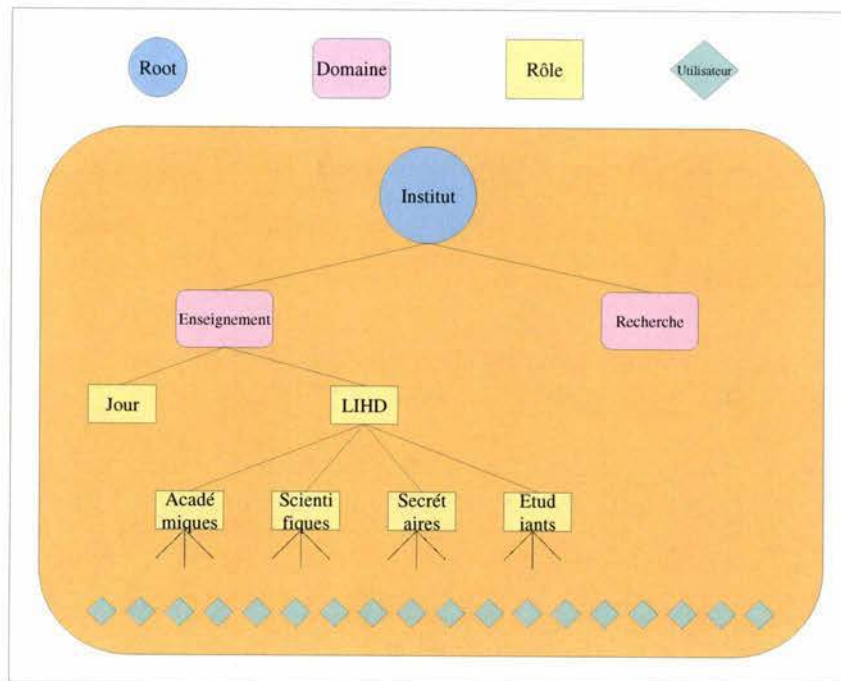 Root
Domaine
Rôle
Utilisateur
Institut
Enseignement
Recherche
Jour
LIHD
Acadé
miques
Scienti
fiques
Secrét
aires
Etud
iants